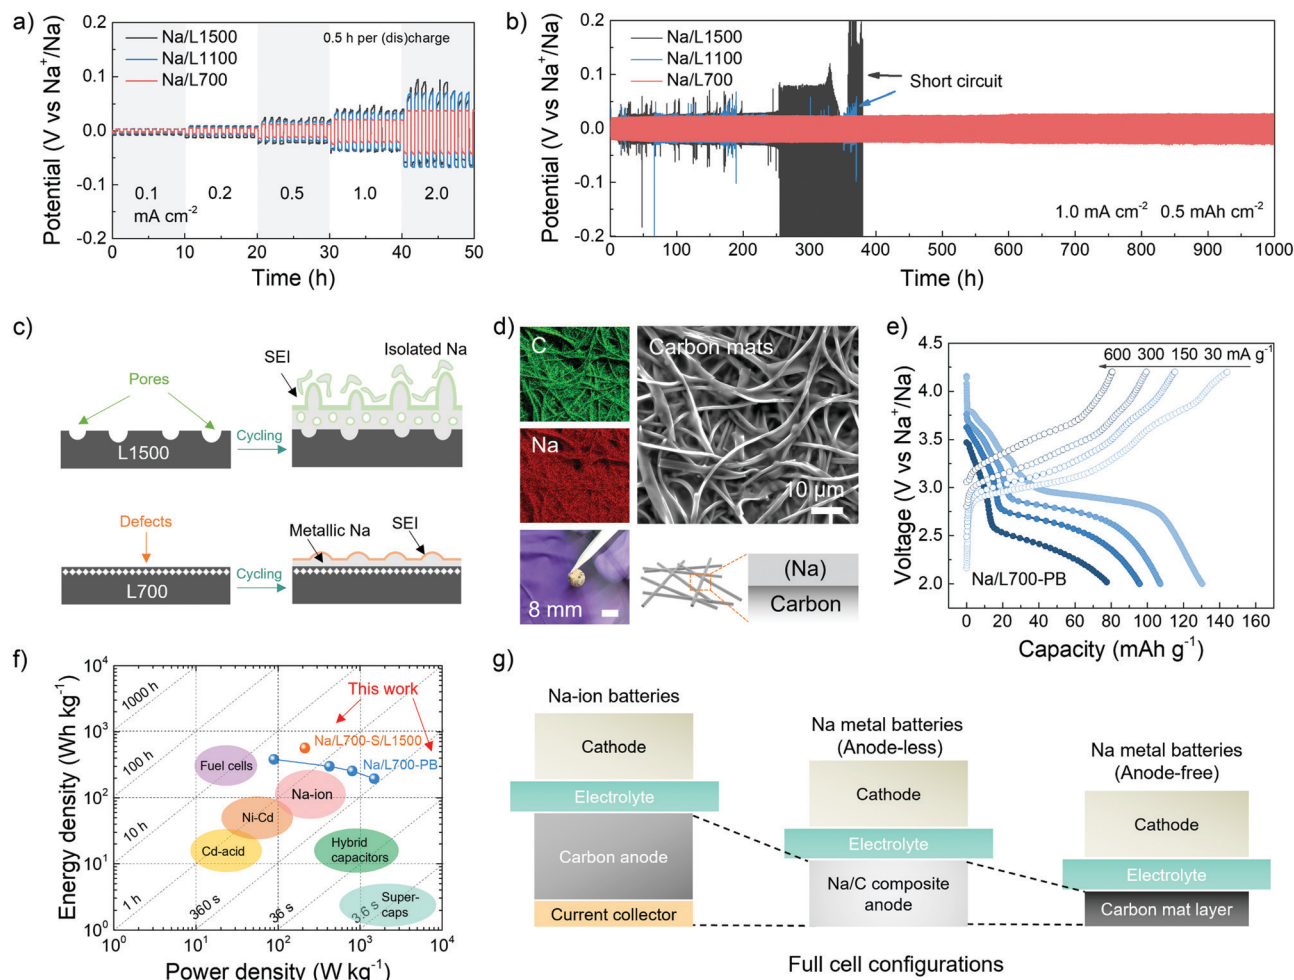 a)
Potential (V vs Na⁺/Na)
0.2
0.1
0.0
-0.1
-0.2
Na/L1500
Na/L1100
Na/L700
0.5 h per (dis)charge
0.1
0.2
0.5
1.0
2.0
mA cm⁻²
0 10 20 30 40 50
Time (h)
b)
Potential (V vs Na⁺/Na)
0.2
0.1
0.0
-0.1
-0.2
Na/L1500
Na/L1100
Na/L700
Short circuit
1.0 mA cm⁻² 0.5 mAh cm⁻²
0 100 200 300 400 500 600 700 800 900 1000
Time (h)
c)
Pores
L1500
Cycling
SEI
Isolated Na
Defects
L700
Cycling
Metallic Na
SEI
d)
C
Na
8 mm
Carbon mats
10 µm
(Na)
Carbon
e)
Voltage (V vs Na⁺/Na)
4.5
4.0
3.5
3.0
2.5
2.0
600 300 150 30 mA g⁻¹
Na/L700-PB
0 20 40 60 80 100 120 140 160
Capacity (mAh g⁻¹)
f)
Energy density (Wh kg⁻¹)
10⁴
10³
10²
10¹
10⁰
1000 h
100 h
10 h
1 h
360 s
36 s
3.6 s
This work
Na/L700-S/L1500
Na/L700-PB
Fuel cells
Na-ion
Ni-Cd
Cd-acid
Hybrid
capacitors
Super-
caps
10⁰ 10¹ 10² 10³ 10⁴
Power density (W kg⁻¹)
g)
Na-ion batteries
Cathode
Electrolyte
Carbon anode
Current collector
Na metal batteries
(Anode-less)
Cathode
Electrolyte
Na/C composite
anode
Na metal batteries
(Anode-free)
Cathode
Electrolyte
Carbon mat layer
Full cell configurations